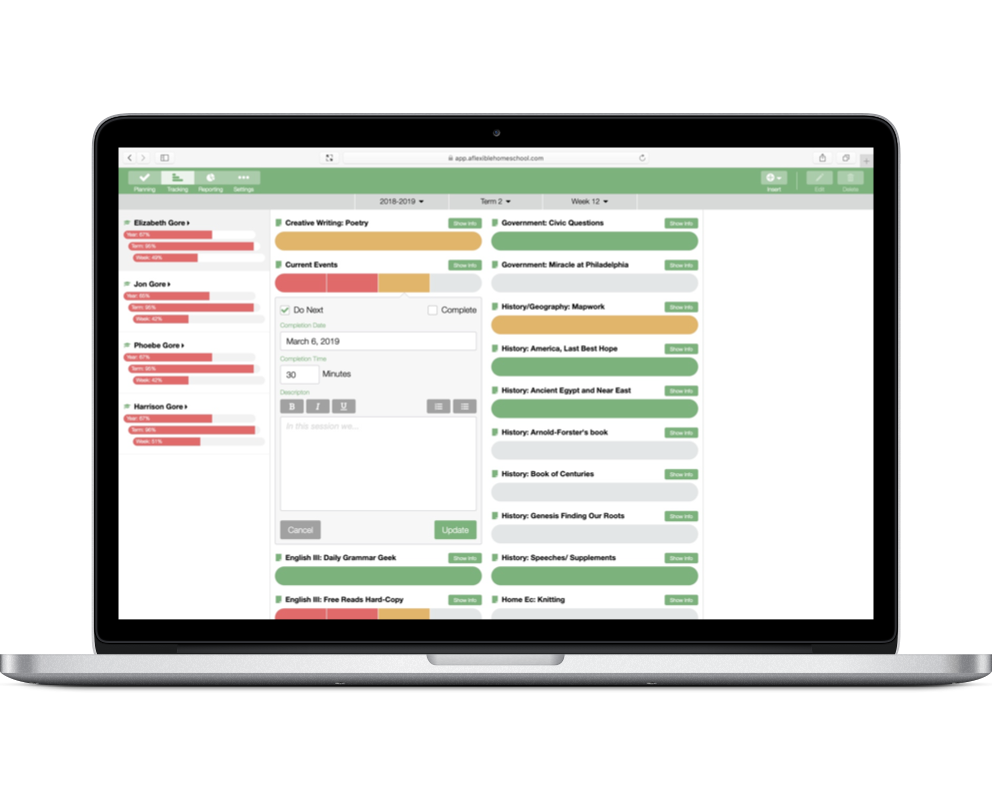 app.aflexiblehomeschool.com
Planning Tracking Reporting Settings
Insert Edit Delete
2018-2019 Term 2 Week 12
Elizabeth Gore
Year: 67%
Term: 95%
Week: 49%
Jon Gore
Year: 65%
Term: 95%
Week: 42%
Phoebe Gore
Year: 67%
Term: 95%
Week: 42%
Harrison Gore
Year: 67%
Term: 96%
Week: 51%
Creative Writing: Poetry Show Info
Current Events Show Info
Do Next Complete
Completion Date
March 6, 2019
Completion Time
30 Minutes
Description
B I U
In this session we...
Cancel Update
English III: Daily Grammar Geek Show Info
English III: Free Reads Hard-Copy Show Info
Government: Civic Questions Show Info
Government: Miracle at Philadelphia Show Info
History/Geography: Mapwork Show Info
History: America, Last Best Hope Show Info
History: Ancient Egypt and Near East Show Info
History: Arnold-Forster's book Show Info
History: Book of Centuries Show Info
History: Genesis Finding Our Roots Show Info
History: Speeches/ Supplements Show Info
Home Ec: Knitting Show Info